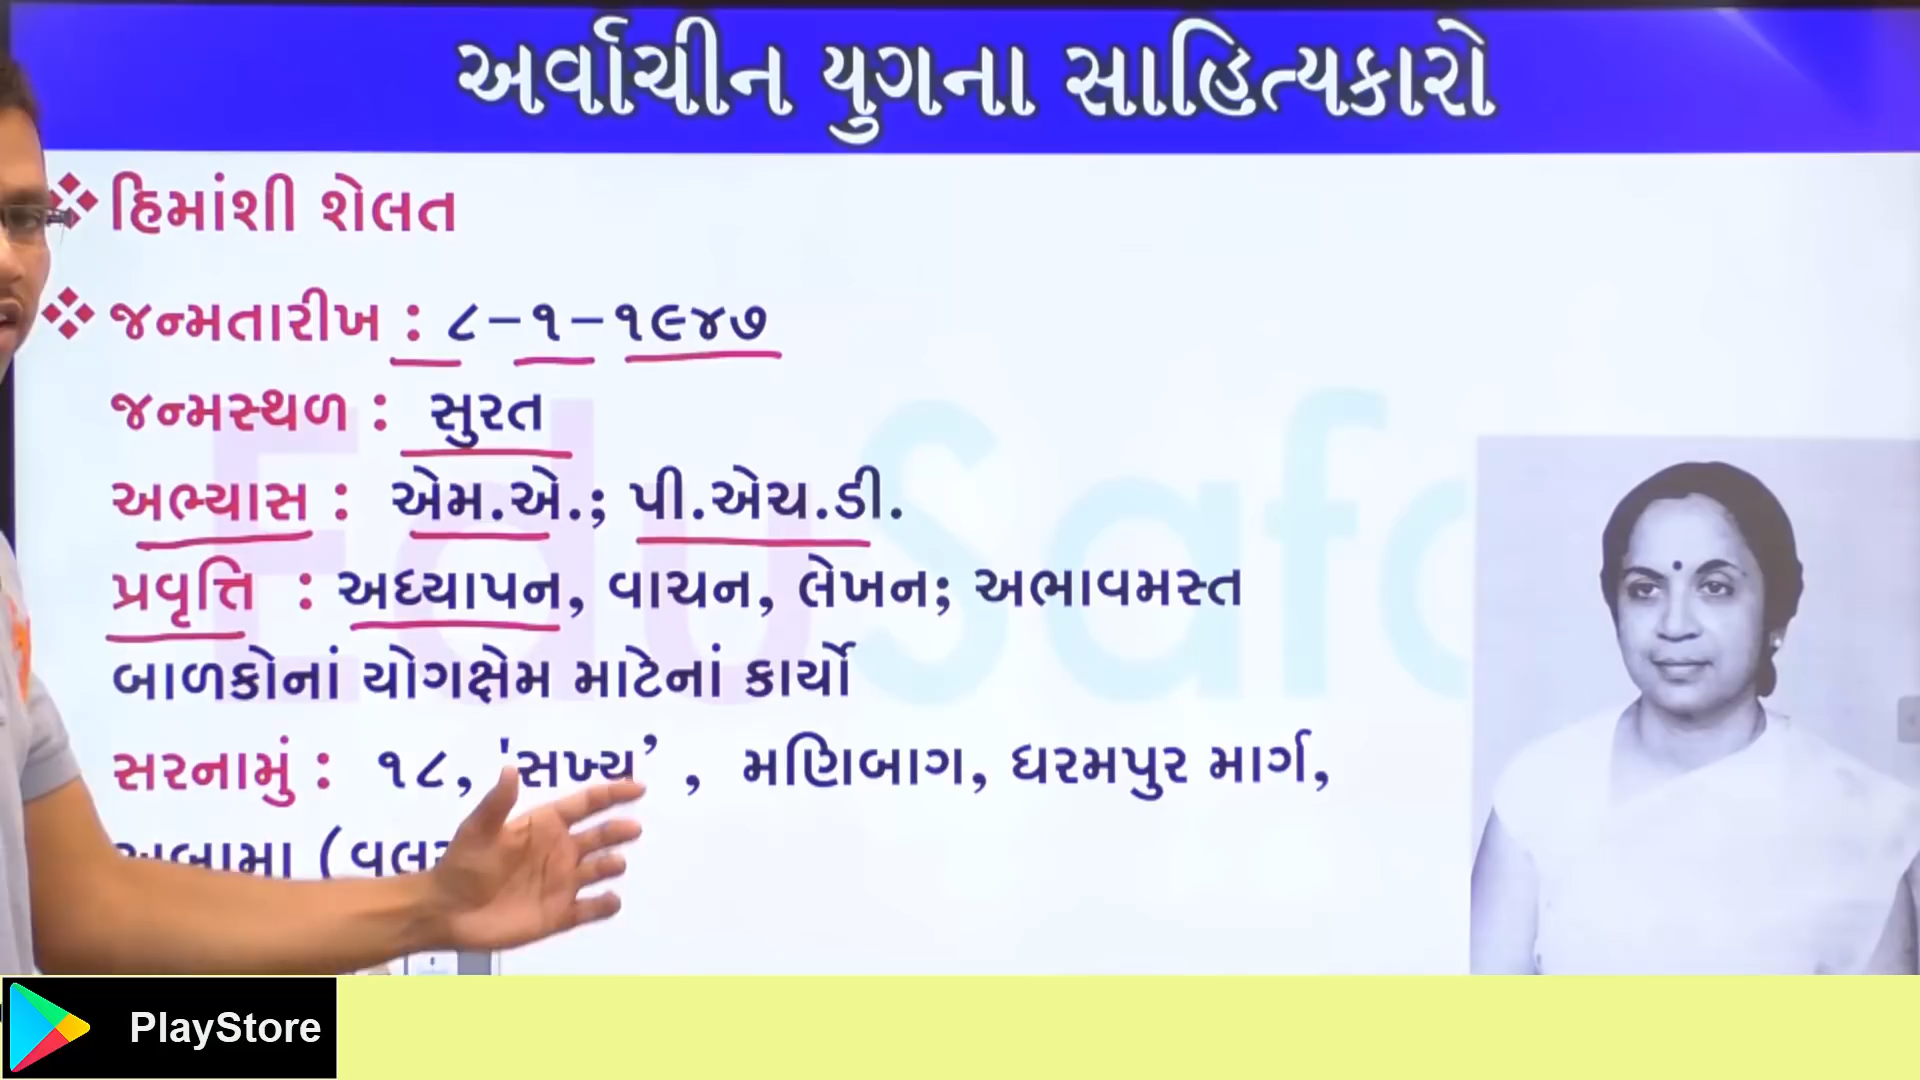 અર્વાચીન યુગના સાહિત્યકારો
હિમાંશી શેલત
જન્મતારીખ : ૮–૧–૧૯૪૭
જન્મસ્થળ : સુરત
અભ્યાસ : એમ.એ.; પી.એચ.ડી.
પ્રવૃત્તિ : અધ્યાપન, વાચન, લેખન; અભાવમસ્ત
બાળકોનાં યોગક્ષેમ માટેનાં કાર્યો
સરનામું : ૧૮, 'સખ્ય’ , મણિબાગ, ધરમપુર માર્ગ,
EduSafa
PlayStore